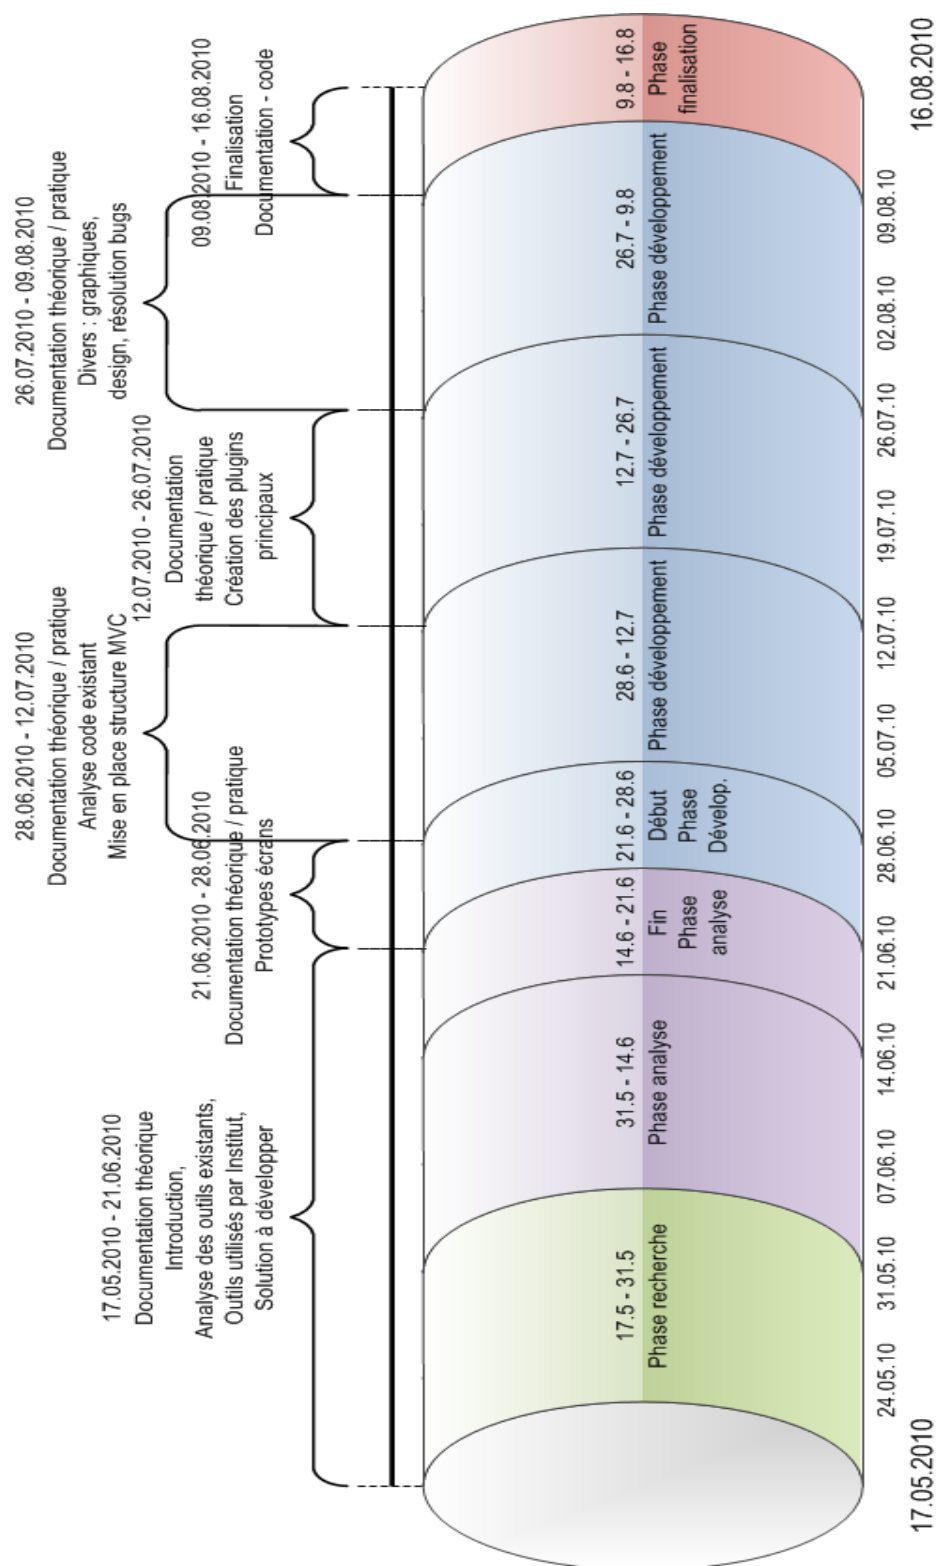 17.05.2010 - 21.06.2010
Documentation théorique
Introduction,
Analyse des outils existants,
Outils utilisés par Institut,
Solution à développer
21.06.2010 - 28.06.2010
Documentation théorique / pratique
Prototypes écrans
28.06.2010 - 12.07.2010
Documentation théorique / pratique
Analyse code existant
Mise en place structure MVC
12.07.2010 - 26.07.2010
Documentation
théorique / pratique
Création des plugins
principaux
26.07.2010 - 09.08.2010
Documentation théorique / pratique
Divers : graphiques,
design, résolution bugs
09.08.2010 - 16.08.2010
Finalisation
Documentation - code
17.5 - 31.5
Phase recherche
31.5 - 14.6
Phase analyse
14.6 - 21.6
Fin
Phase
analyse
21.6 - 28.6
Début
Phase
Dévelop.
28.6 - 12.7
Phase développement
12.7 - 26.7
Phase développement
26.7 - 9.8
Phase développement
9.8 - 16.8
Phase
finalisation
24.05.10
31.05.10
07.06.10
14.06.10
21.06.10
28.06.10
05.07.10
12.07.10
19.07.10
26.07.10
02.08.10
09.08.10
17.05.2010
16.08.2010